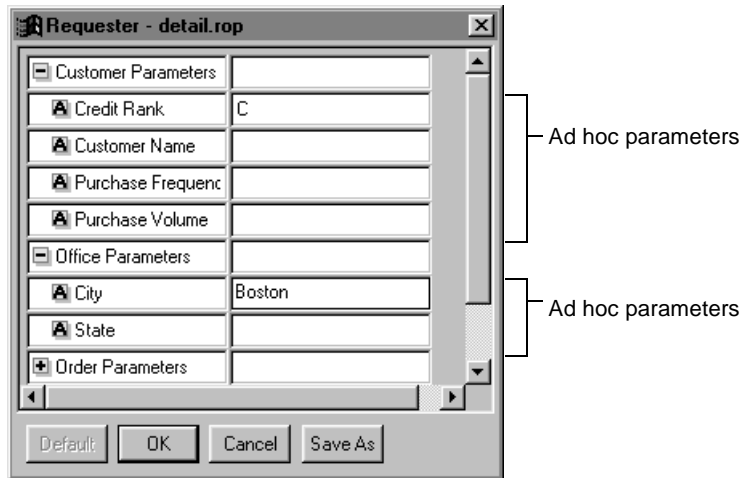 Requester - detail.rop
Customer Parameters
A Credit Rank C
A Customer Name
A Purchase Frequenc
A Purchase Volume
Ad hoc parameters
Office Parameters
A City Boston
A State
Ad hoc parameters
Order Parameters
Default OK Cancel Save As